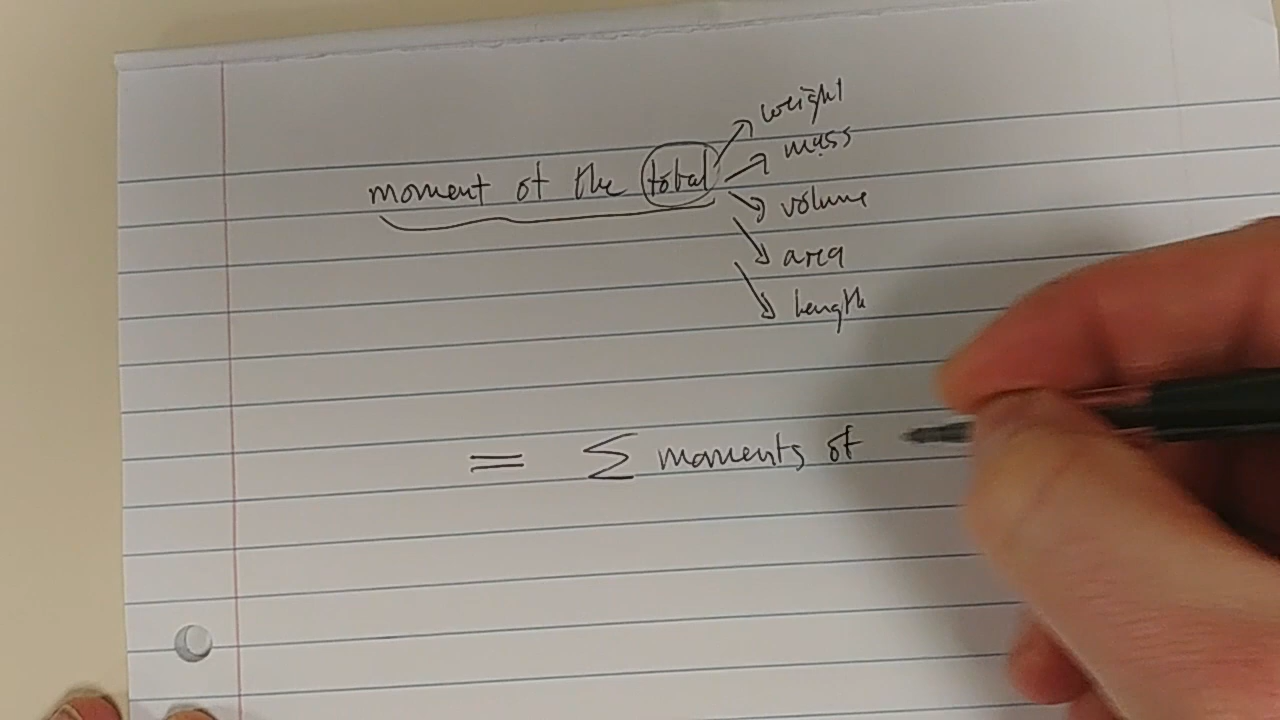 weight
mass
moment of the total
volume
area
length
= Σ moments of